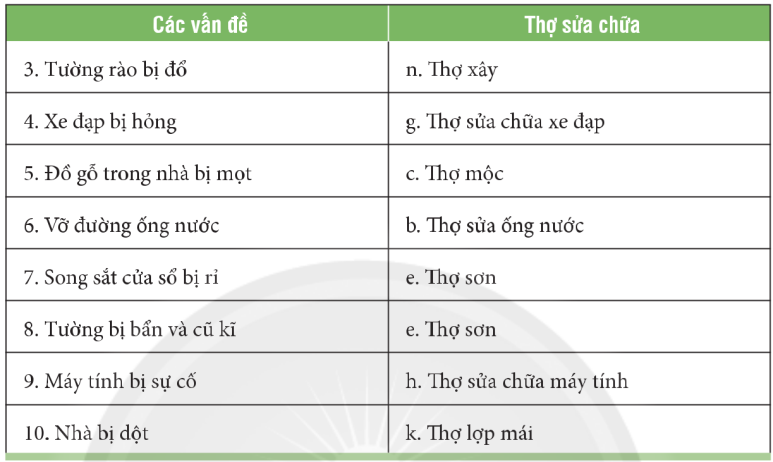 Các vấn đề Thợ sửa chữa
3. Tường rào bị đổ n. Thợ xây
4. Xe đạp bị hỏng g. Thợ sửa chữa xe đạp
5. Đồ gỗ trong nhà bị mọt c. Thợ mộc
6. Vỡ đường ống nước b. Thợ sửa ống nước
7. Song sắt cửa sổ bị rỉ e. Thợ sơn
8. Tường bị bẩn và cũ kĩ e. Thợ sơn
9. Máy tính bị sự cố h. Thợ sửa chữa máy tính
10. Nhà bị dột k. Thợ lợp mái